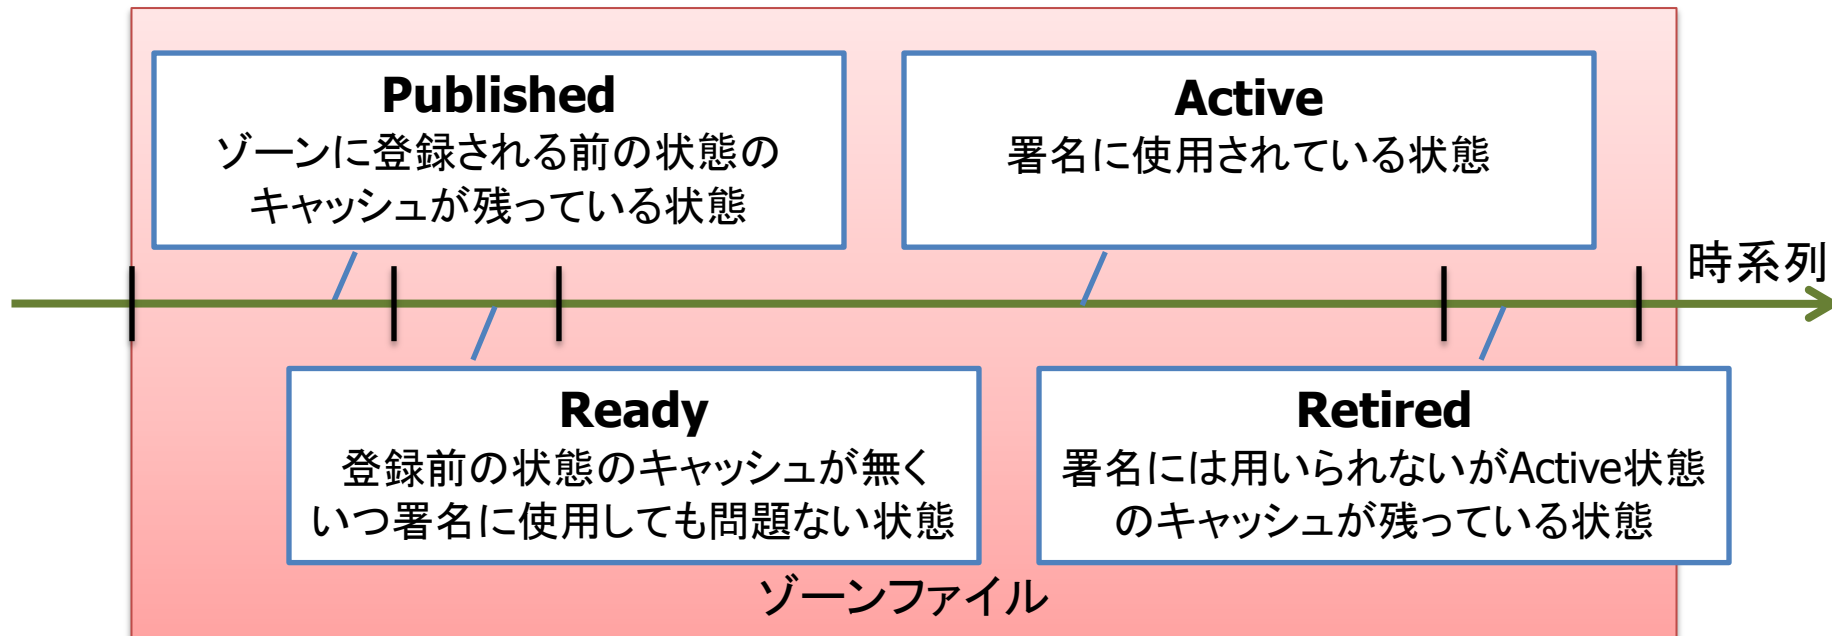 Published
ゾーンに登録される前の状態の
キャッシュが残っている状態
Active
署名に使用されている状態
時系列
Ready
登録前の状態のキャッシュが無く
いつ署名に使用しても問題ない状態
Retired
署名には用いられないがActive状態
のキャッシュが残っている状態
ゾーンファイル